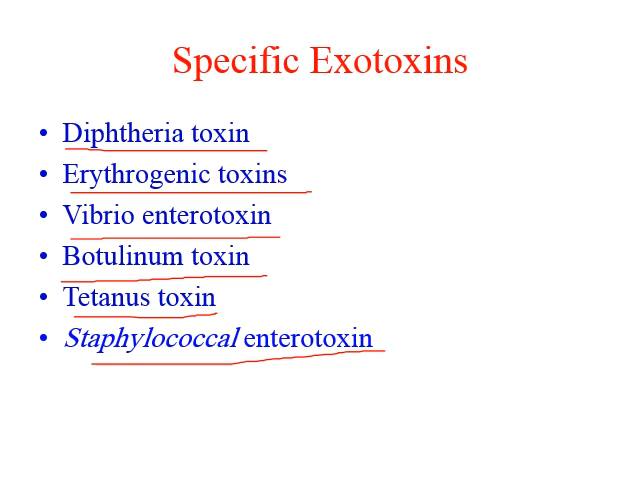 Specific Exotoxins
• Diphtheria toxin
• Erythrogenic toxins
• Vibrio enterotoxin
• Botulinum toxin
• Tetanus toxin
• Staphylococcal enterotoxin